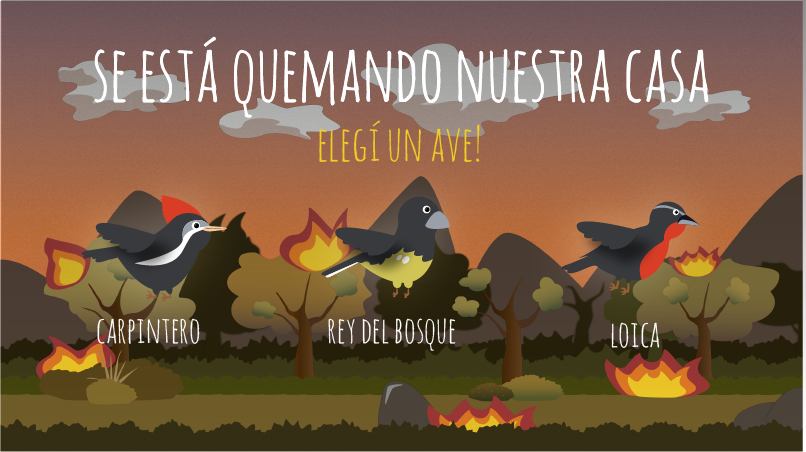 SE ESTÁ QUEMANDO NUESTRA CASA
ELEGÍ UN AVE!
CARPINTERO
REY DEL BOSQUE
LOICA